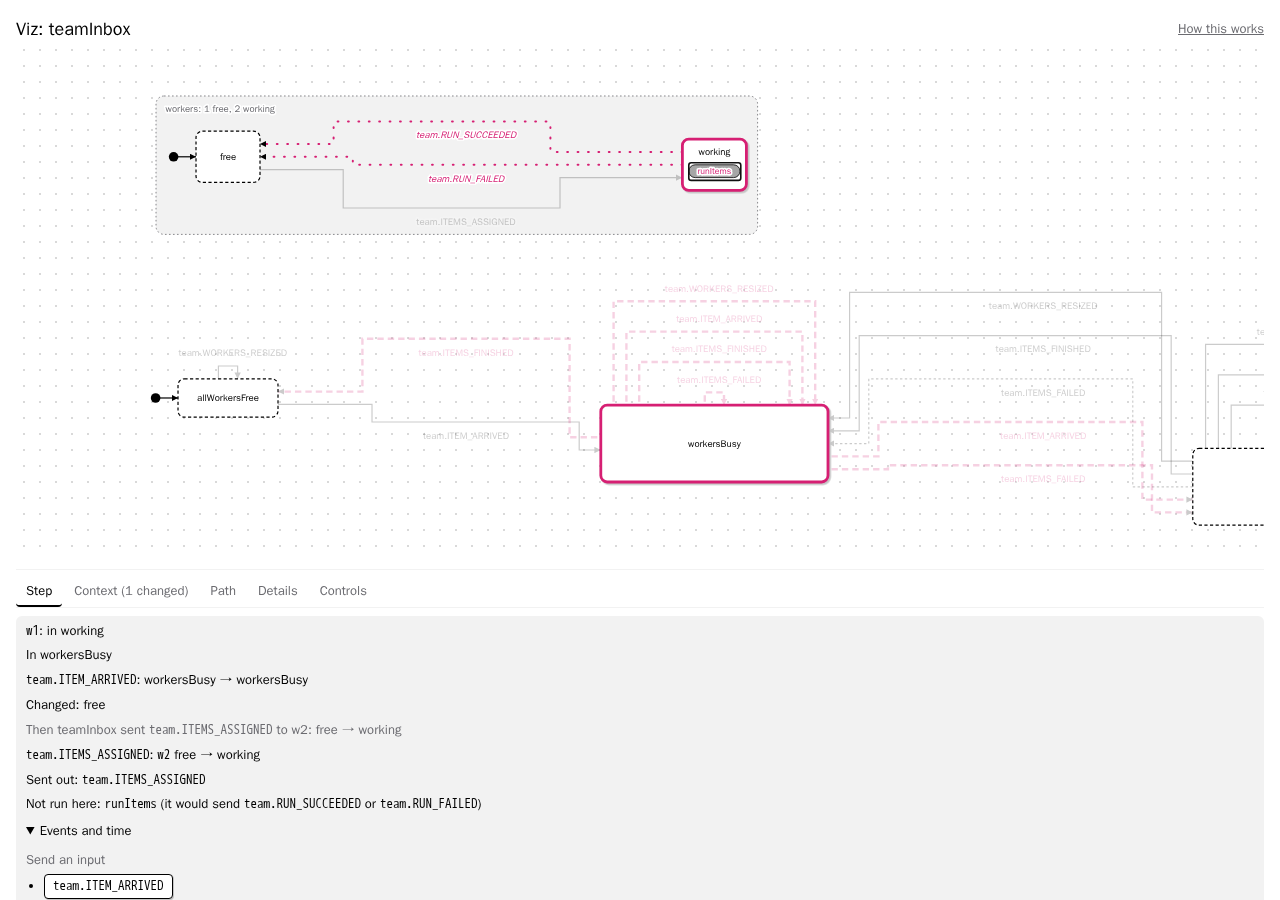 Viz: teamInbox
How this works
workers: 1 free, 2 working
team.RUN_SUCCEEDED
free
working
runItems
team.RUN_FAILED
team.ITEMS_ASSIGNED
team.WORKERS_RESIZED
team.WORKERS_RESIZED
team.ITEM_ARRIVED
team.WORKERS_RESIZED
team.ITEMS_FINISHED
team.ITEMS_FINISHED
team.ITEMS_FINISHED
team.ITEMS_FAILED
team.ITEMS_FAILED
allWorkersFree
team.ITEM_ARRIVED
workersBusy
team.ITEM_ARRIVED
team.ITEMS_FAILED
Step
Context (1 changed)
Path
Details
Controls
w1: in working
In workersBusy
team.ITEM_ARRIVED: workersBusy → workersBusy
Changed: free
Then teamInbox sent team.ITEMS_ASSIGNED to w2: free → working
team.ITEMS_ASSIGNED: w2 free → working
Sent out: team.ITEMS_ASSIGNED
Not run here: runItems (it would send team.RUN_SUCCEEDED or team.RUN_FAILED)
▼ Events and time
Send an input
• team.ITEM_ARRIVED